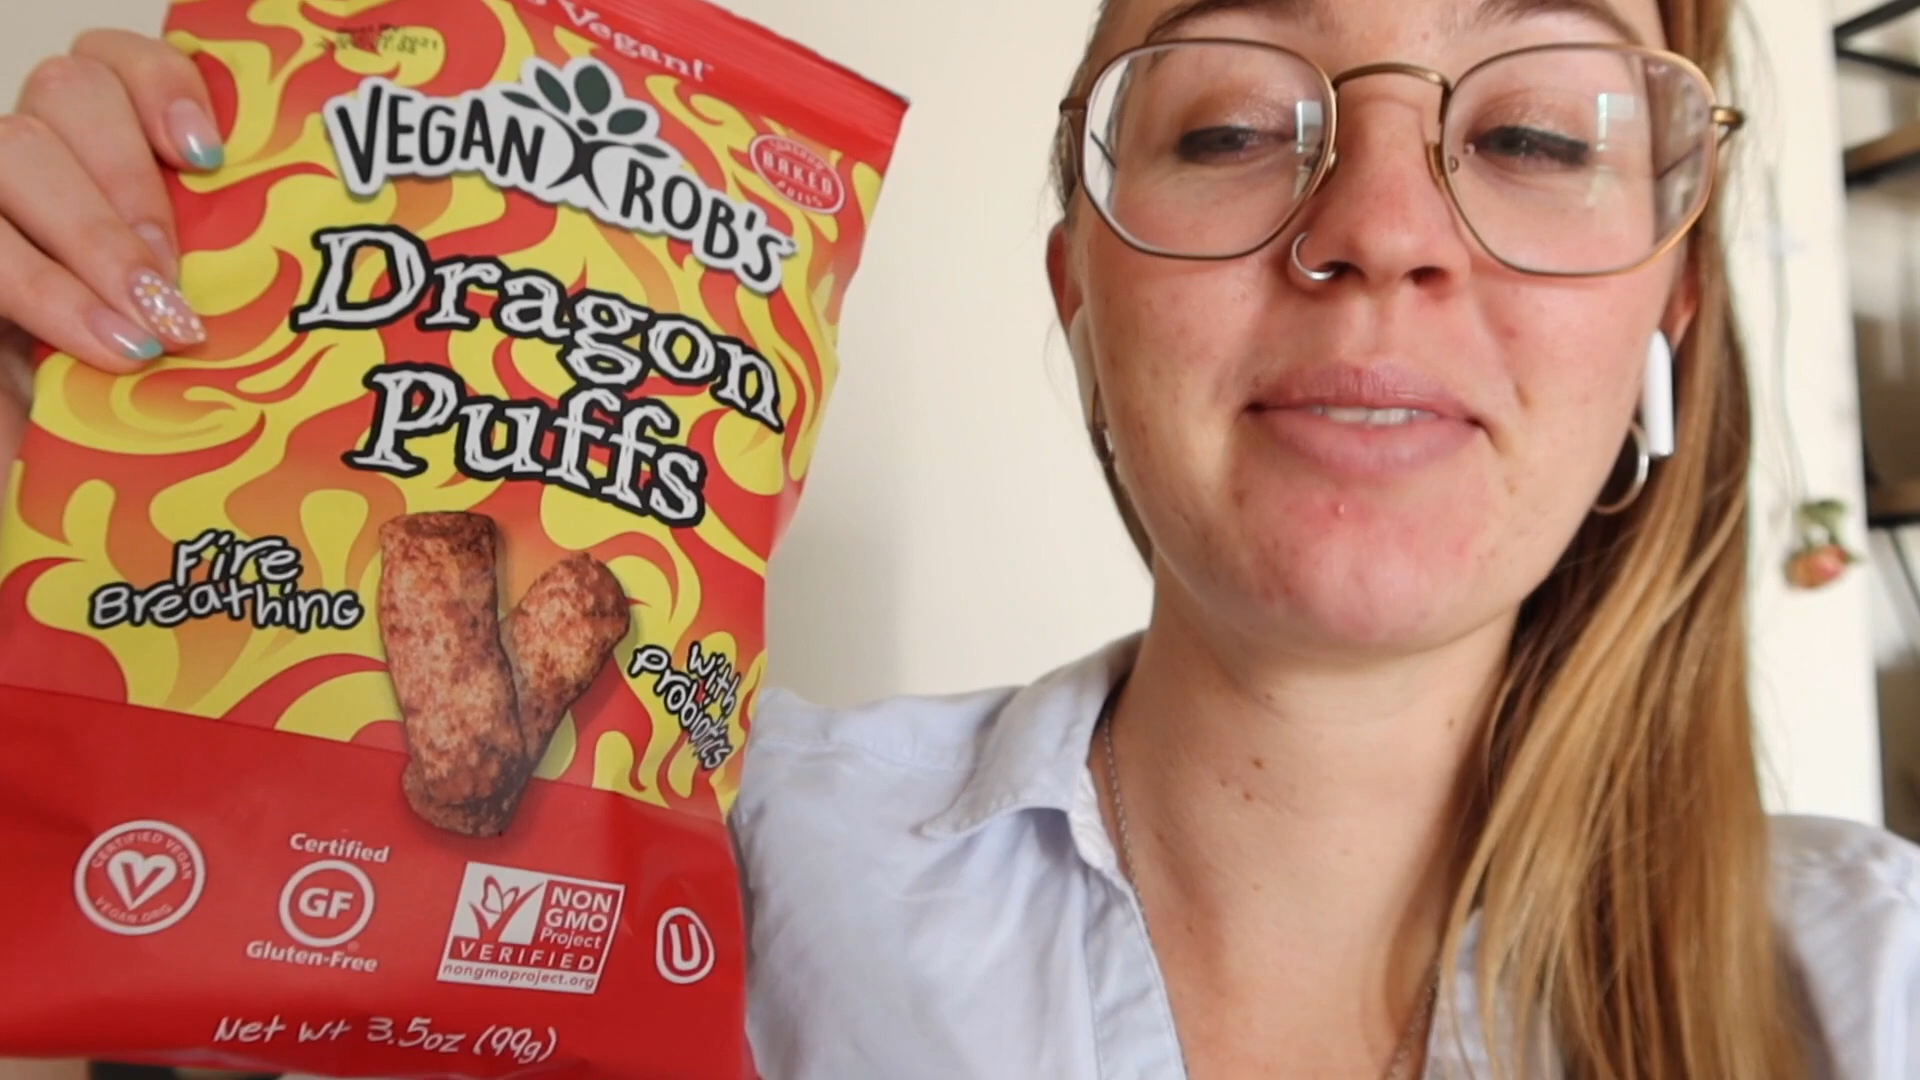 Vegan!
VEGAN ROB'S
BAKED
PUFFS
Dragon
Puffs
Fire
Breathing
with
Probiotics
CERTIFIED VEGAN
VEGAN.ORG
Certified
GF
Gluten-Free
NON
GMO
Project
VERIFIED
nongmoproject.org
U
Net wt 3.5oz (99g)